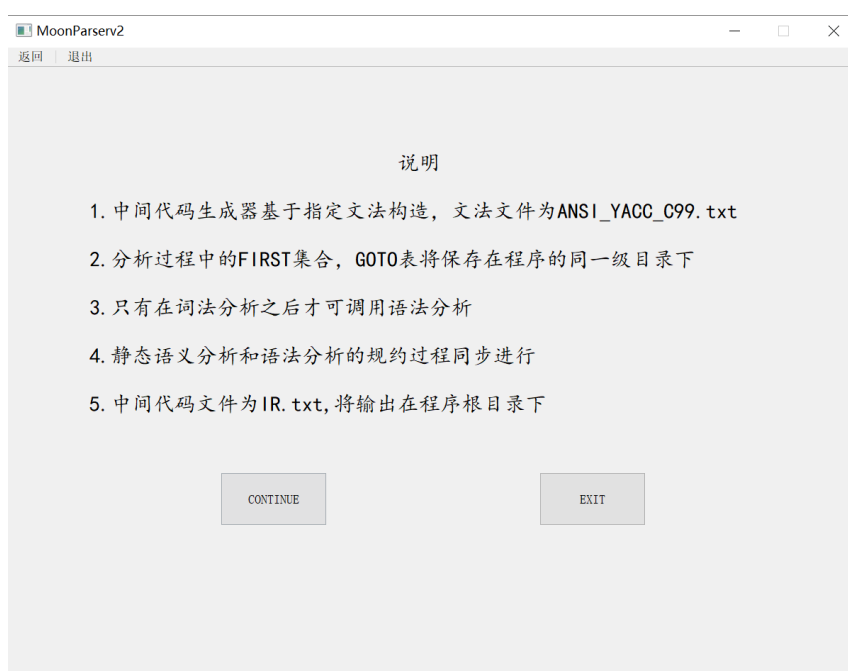 MoonParserv2
返回 退出
说明
1.中间代码生成器基于指定文法构造，文法文件为ANSI_YACC_C99.txt
2.分析过程中的FIRST集合，GOTO表将保存在程序的同一级目录下
3.只有在词法分析之后才可调用语法分析
4.静态语义分析和语法分析的规约过程同步进行
5.中间代码文件为IR.txt,将输出在程序根目录下
CONTINUE EXIT